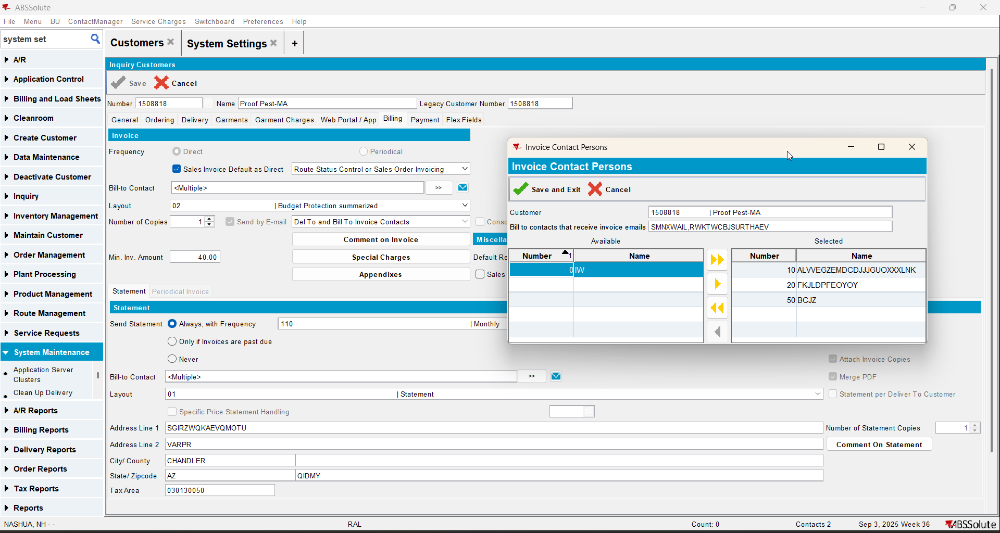 ABSSolute
File Menu BU ContactManager Service Charges Switchboard Preferences Help
system set
Customers System Settings +
A/R
Application Control
Billing and Load Sheets
Cleanroom
Create Customer
Data Maintenance
Deactivate Customer
Inquiry
Inventory Management
Maintain Customer
Order Management
Plant Processing
Product Management
Route Management
Service Requests
System Maintenance
Application Server
Clusters
Clean Up Delivery
A/R Reports
Billing Reports
Delivery Reports
Order Reports
Tax Reports
Reports
Inquiry Customers
Save Cancel
Number 1508818 ... Name Proof Pest-MA Legacy Customer Number 1508818
General Ordering Delivery Garments Garment Charges Web Portal / App Billing Payment Flex Fields
Invoice
Frequency Direct Periodical
Sales Invoice Default as Direct Route Status Control or Sales Order Invoicing
Bill-to Contact <Multiple> >>
Layout 02 | Budget Protection summarized
Number of Copies 1 Send by E-mail Del To and Bill To Invoice Contacts Conso
Comment on Invoice Miscella
Min. Inv. Amount 40.00 Special Charges Default Re
Appendixes Sales
Statement Periodical Invoice
Statement
Send Statement Always, with Frequency 110 | Monthly
Only if Invoices are past due
Never
Attach Invoice Copies
Bill-to Contact <Multiple> >> Merge PDF
Layout 01 | Statement Statement per Deliver To Customer
Specific Price Statement Handling ...
Address Line 1 SGIRZWQKAEVQMOTU Number of Statement Copies 1
Address Line 2 VARPR Comment On Statement
City/ County CHANDLER
State/ Zipcode AZ QIDMY
Tax Area 030130050
Invoice Contact Persons
Invoice Contact Persons
Save and Exit Cancel
Customer 1508818 | Proof Pest-MA
Bill to contacts that receive invoice emails SMNXWAIL,RWKTWCBJSURTHAEV
Available Selected
Number 1 Name Number Name
0 IW 10 ALVVEGZEMDCDJJJGUOXXXLNK
20 FKJLDPFEOYOY
50 BCJZ
NASHUA, NH - - RAL Count: 0 Contacts 2 Sep 3, 2025 Week 36 ABSSolute